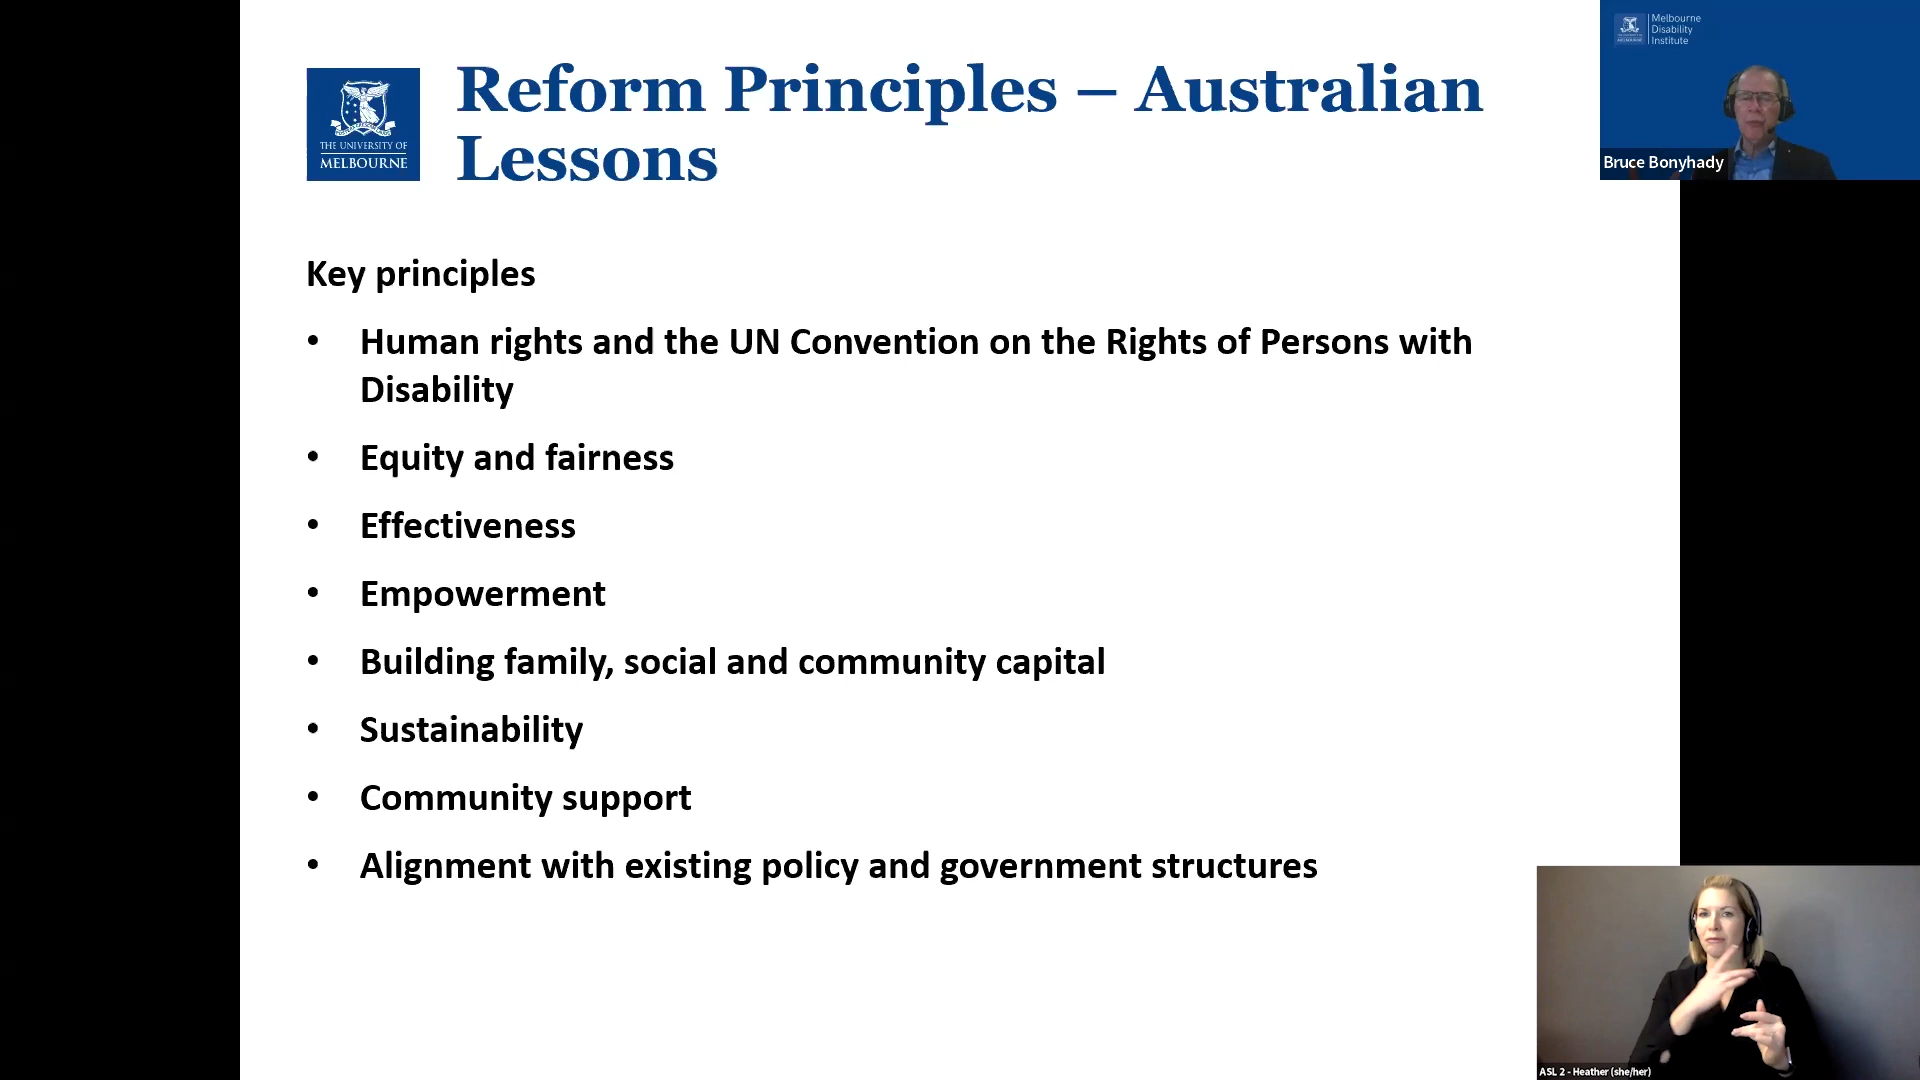 Reform Principles – Australian
Lessons
THE UNIVERSITY OF
MELBOURNE
Key principles
• Human rights and the UN Convention on the Rights of Persons with
Disability
• Equity and fairness
• Effectiveness
• Empowerment
• Building family, social and community capital
• Sustainability
• Community support
• Alignment with existing policy and government structures
Melbourne
Disability
Institute
Bruce Bonyhady
ASL 2 - Heather (she/her)